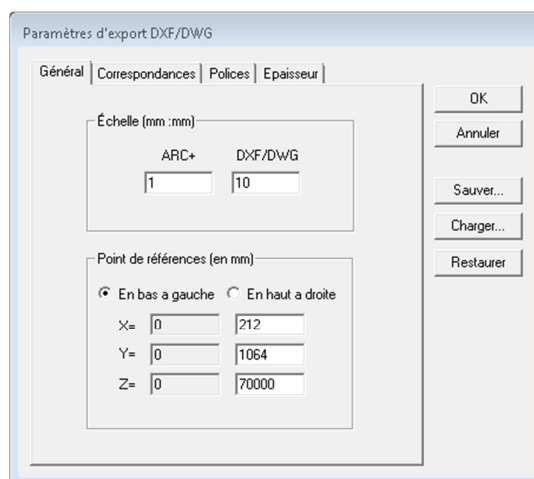 Paramètres d'export DXF/DWG
Général Correspondances Polices Epaisseur
OK
Annuler
Sauver...
Charger...
Restaurer
Échelle (mm :mm)
ARC+ DXF/DWG
1 10
Point de références (en mm)
En bas a gauche En haut a droite
X= 0 212
Y= 0 1064
Z= 0 70000